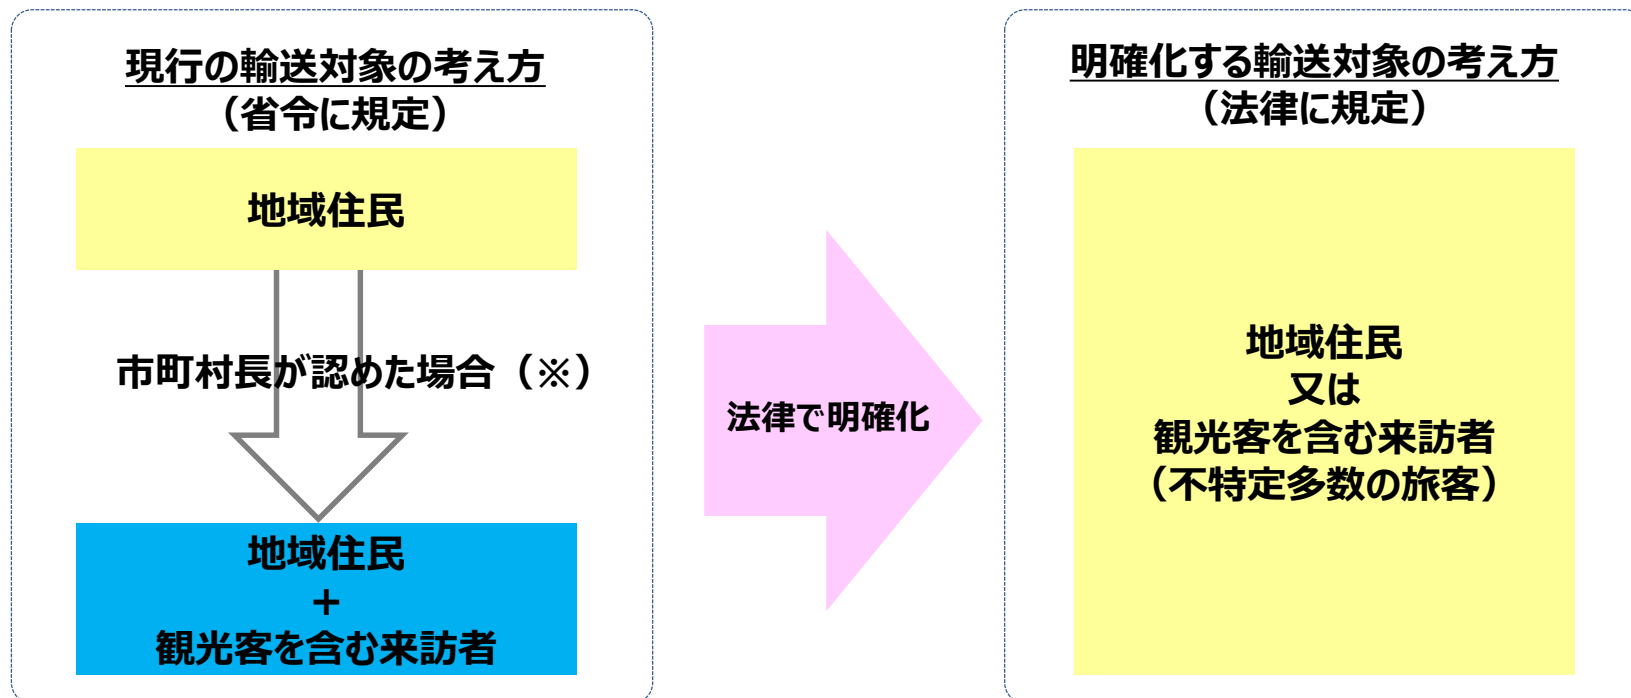 現行の輸送対象の考え方
（省令に規定）
地域住民
市町村長が認めた場合（※）
地域住民
＋
観光客を含む来訪者
法律で明確化
明確化する輸送対象の考え方
（法律に規定）
地域住民
又は
観光客を含む来訪者
（不特定多数の旅客）